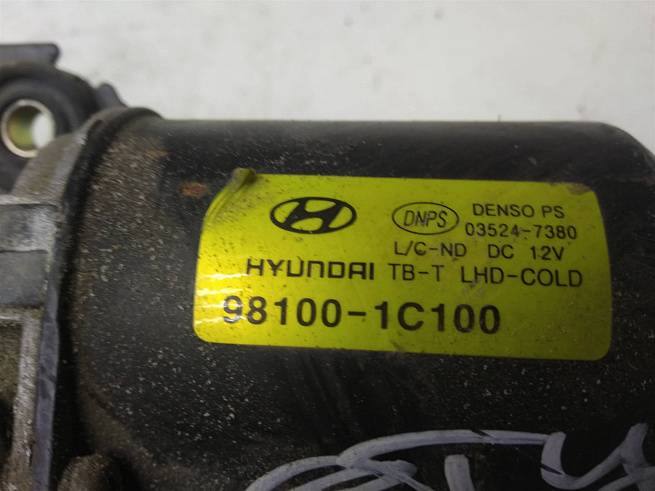 DNPS DENSO PS
03524-7380
L/C-ND DC 12V
HYUNDAI TB-T LHD-COLD
98100-1C100